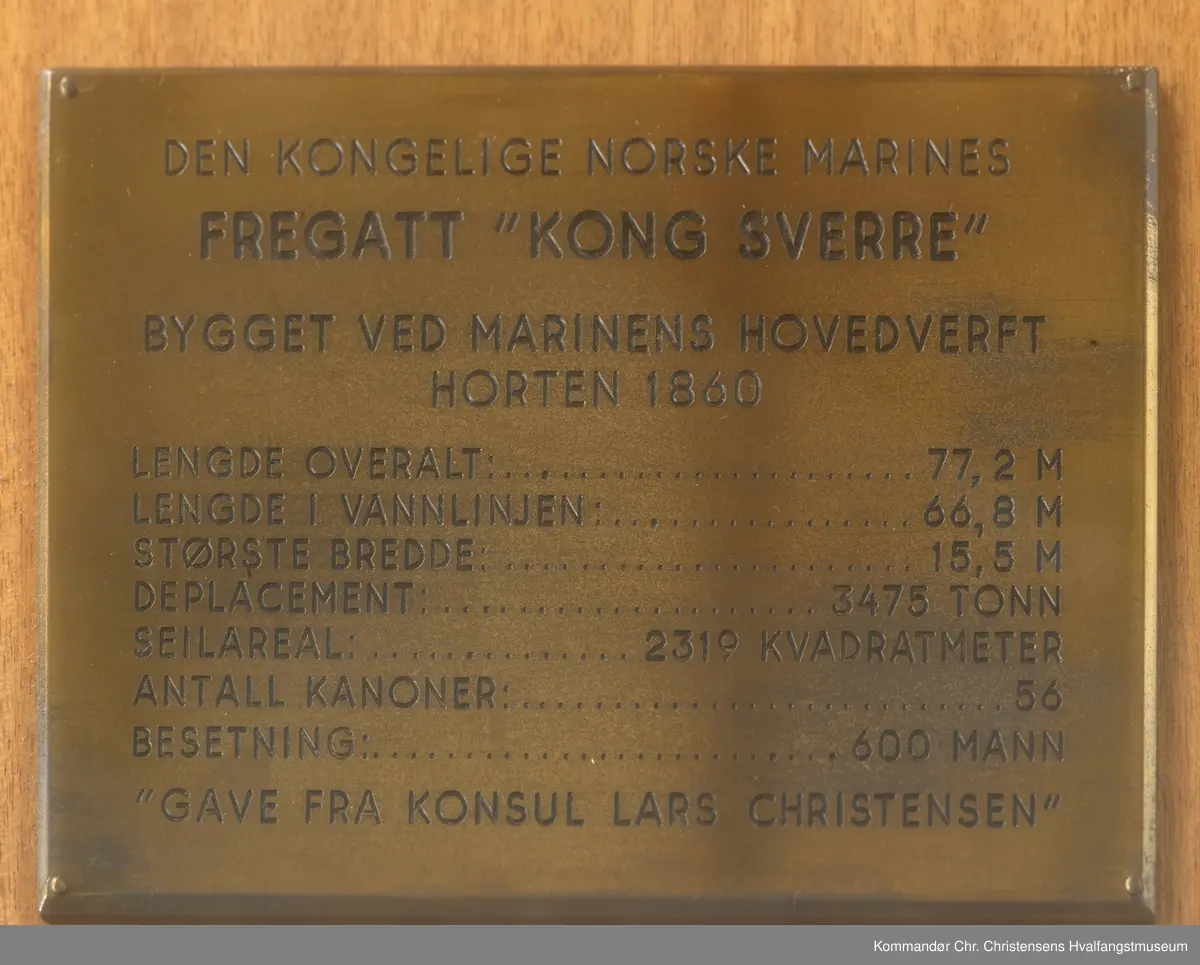 DEN KONGELIGE NORSKE MARINES
FREGATT "KONG SVERRE"
BYGGET VED MARINENS HOVEDVERFT
HORTEN 1860
LENGDE OVERALT:.............................. 77,2 M
LENGDE I VANNLINJEN:....................... 66,8 M
STØRSTE BREDDE:.............................. 15,5 M
DEPLACEMENT:........................... 3475 TONN
SEILAREAL:.................. 2319 KVADRATMETER
ANTALL KANONER:.................................. 56
BESETNING:................................ 600 MANN
"GAVE FRA KONSUL LARS CHRISTENSEN"
Kommandør Chr. Christensens Hvalfangstmuseum